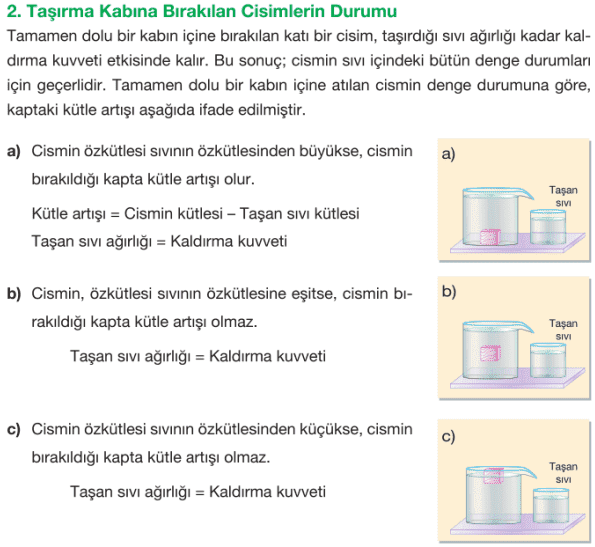 2. Taşırma Kabına Bırakılan Cisimlerin Durumu
Tamamen dolu bir kabın içine bırakılan katı bir cisim, taşırdığı sıvı ağırlığı kadar kal-
dırma kuvveti etkisinde kalır. Bu sonuç; cismin sıvı içindeki bütün denge durumları
için geçerlidir. Tamamen dolu bir kabın içine atılan cismin denge durumuna göre,
kaptaki kütle artışı aşağıda ifade edilmiştir.
a) Cismin özkütlesi sıvının özkütlesinden büyükse, cismin
bırakıldığı kapta kütle artışı olur.
Kütle artışı = Cismin kütlesi – Taşan sıvı kütlesi
Taşan sıvı ağırlığı = Kaldırma kuvveti
a)
Taşan
sıvı
b) Cismin, özkütlesi sıvının özkütlesine eşitse, cismin bı-
rakıldığı kapta kütle artışı olmaz.
Taşan sıvı ağırlığı = Kaldırma kuvveti
b)
Taşan
sıvı
c) Cismin özkütlesi sıvının özkütlesinden küçükse, cismin
bırakıldığı kapta kütle artışı olmaz.
Taşan sıvı ağırlığı = Kaldırma kuvveti
c)
Taşan
sıvı